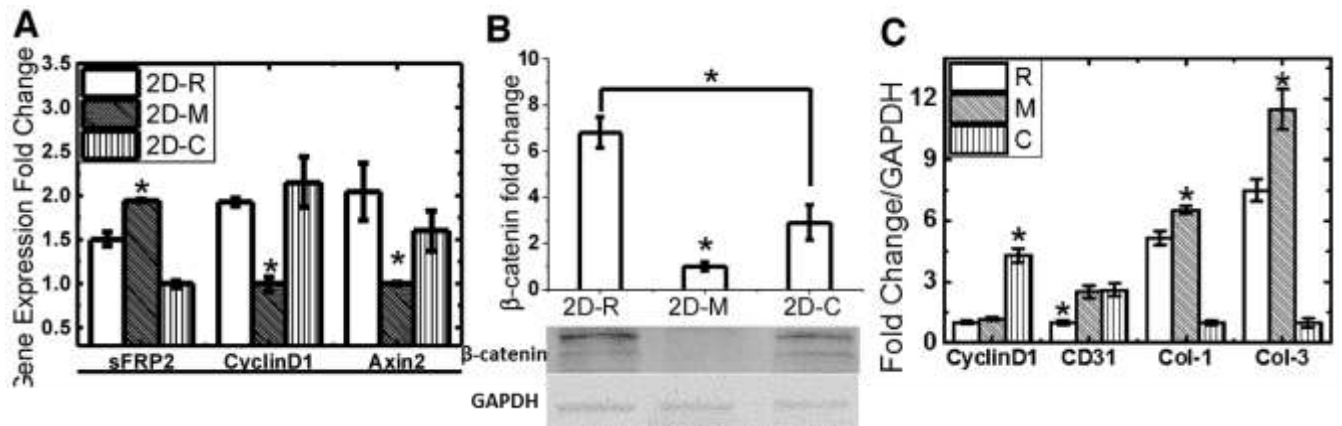 A
Gene Expression Fold Change
3.5
3.0
2.5
2.0
1.5
1.0
0.5
2D-R
2D-M
2D-C
*
*
*
sFRP2 CyclinD1 Axin2
B
β-catenin fold change
10
8
6
4
2
0
*
*
2D-R 2D-M 2D-C
β-catenin
GAPDH
C
Fold Change/GAPDH
12
9
6
3
0
R
M
C
*
*
*
*
CyclinD1 CD31 Col-1 Col-3